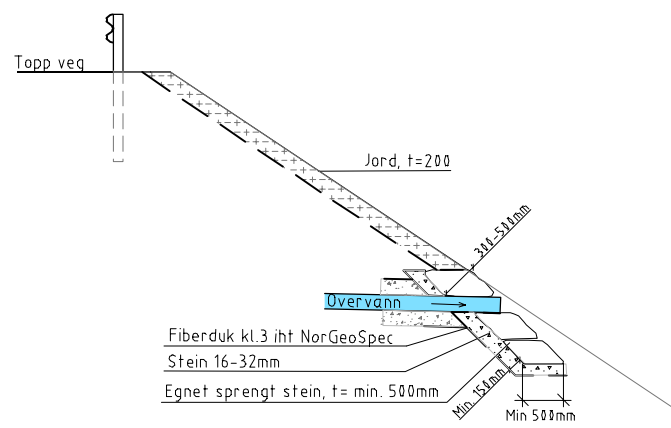 Topp veg
Jord, t=200
300-500mm
Overvann
Fiberduk kl.3 iht NorGeoSpec
Stein 16-32mm
Egnet sprengt stein, t= min. 500mm
Min. 150mm
Min 500mm